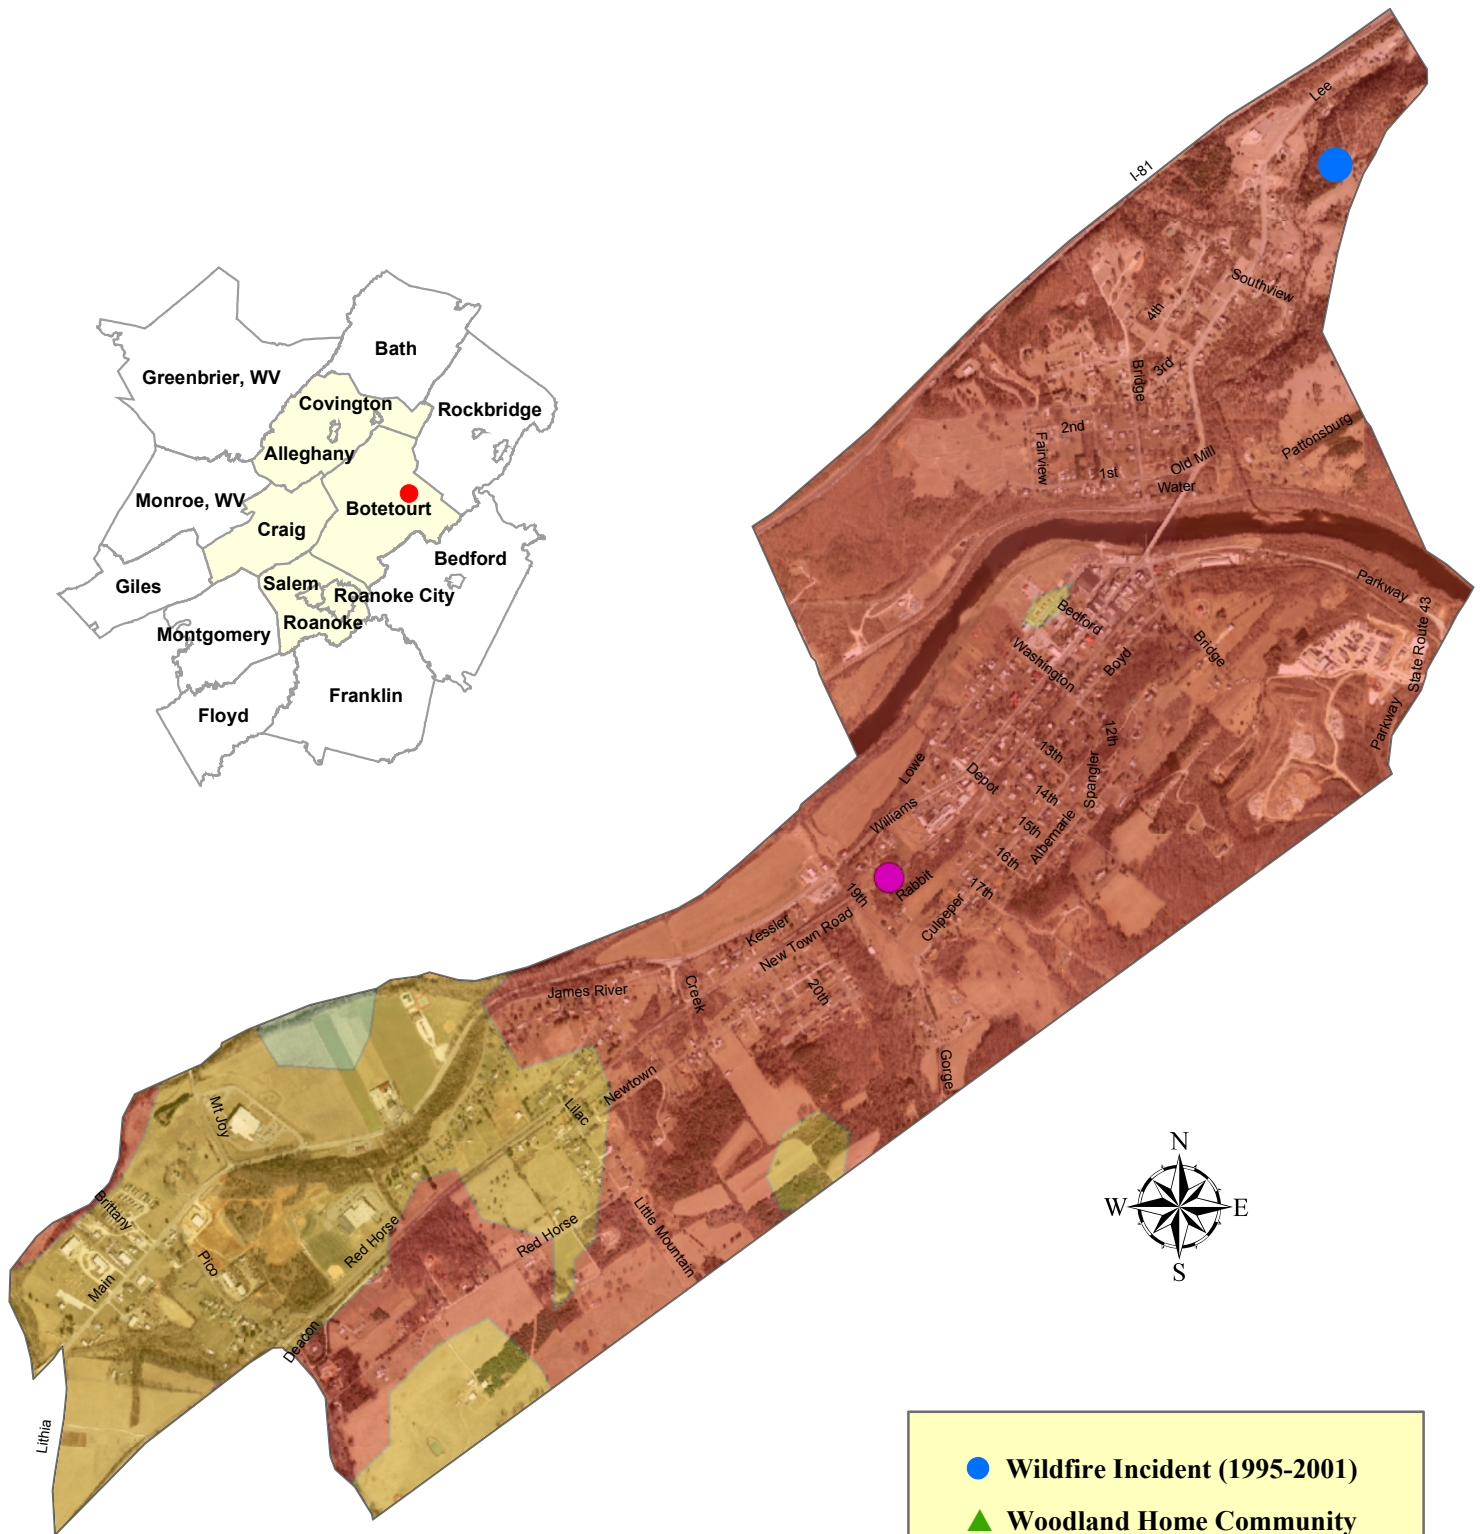 Lee
I-81
Southview
4th
Bath
Greenbrier, WV
3rd
Bridge
Covington
Rockbridge
2nd
Pattonsburg
Fairview
Alleghany
Old Mill
1st
Water
Monroe, WV
Botetourt
Craig
Bedford
Parkway
Giles
Salem
Roanoke City
Bedford
State Route 43
Roanoke
Montgomery
Washington
Boyd
Bridge
Franklin
Floyd
Parkway
12th
13th
Lowe
Depot
Spangler
14th
Williams
15th
Albemarle
16th
Rabbit
19th
17th
Culpeper
Kessler
New Town Road
James River
Creek
20th
Gorge
Newtown
Lilac
Mt Joy
N
W
E
S
Brittany
Red Horse
Red Horse
Little Mountain
Pico
Main
Deacon
Lithia
Wildfire Incident (1995-2001)
Woodland Home Community